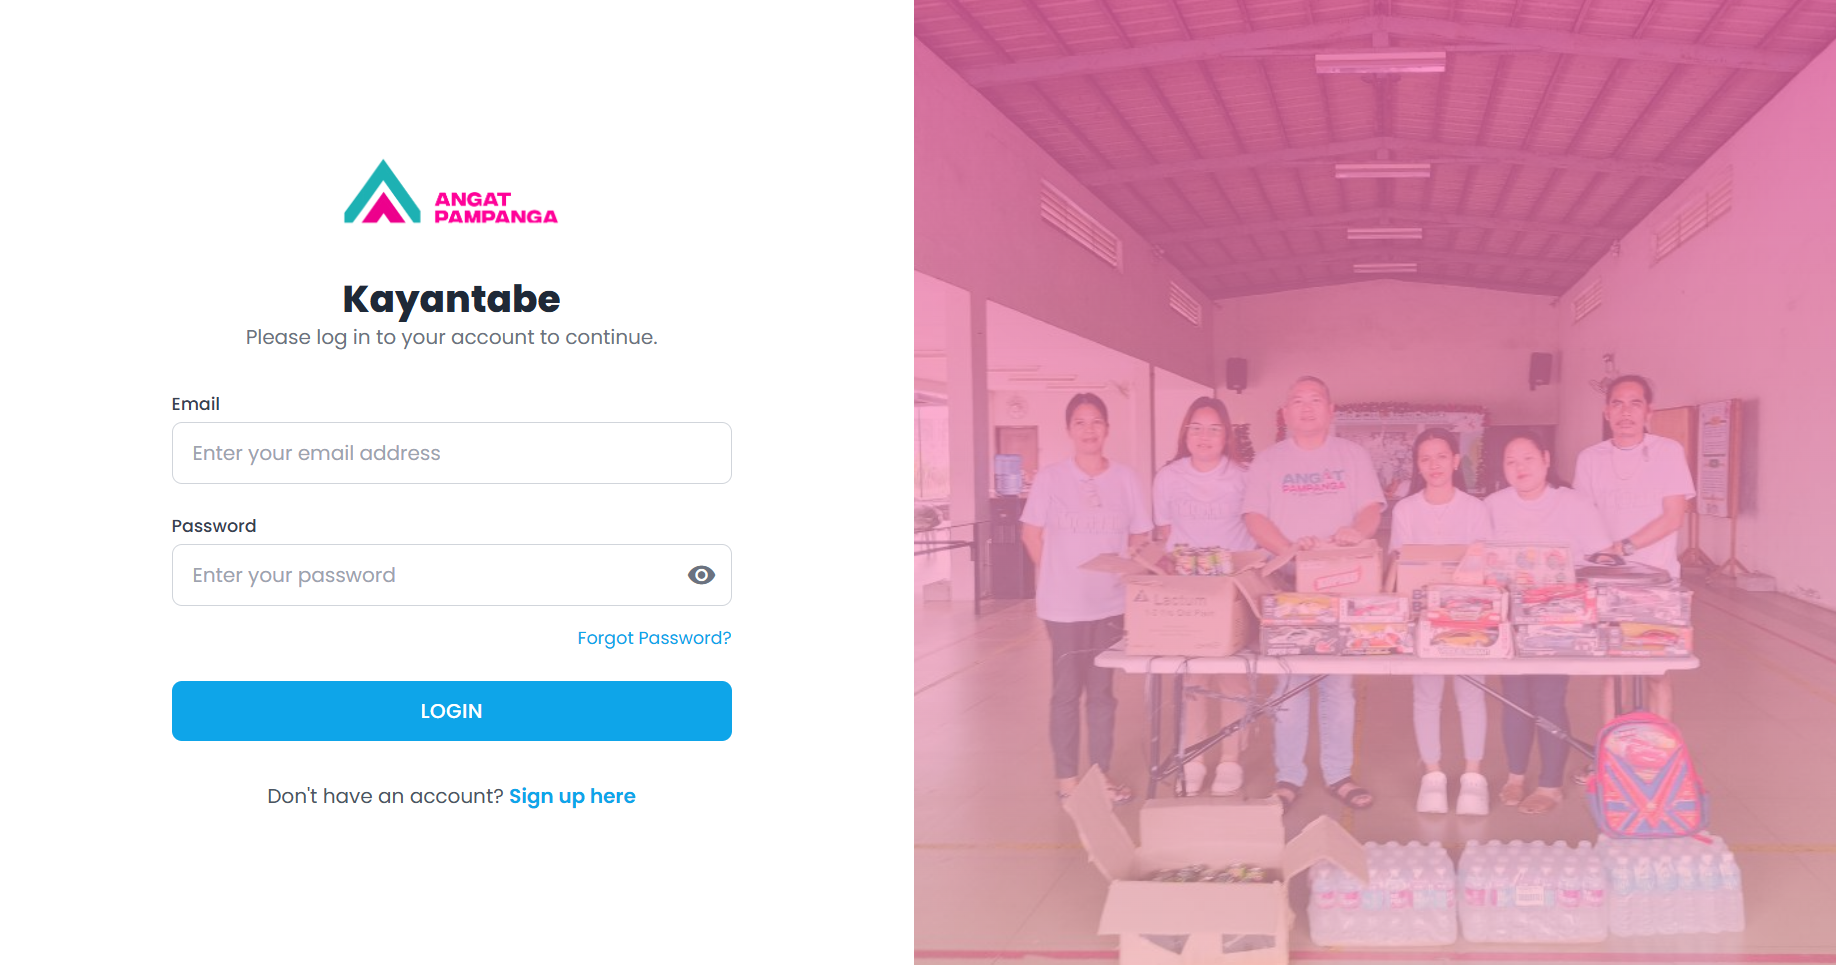 ANGAT
PAMPANGA
Kayantabe
Please log in to your account to continue.
Email
Enter your email address
Password
Enter your password
Forgot Password?
LOGIN
Don't have an account? Sign up here
ANGAT
PAMPANGA
Lactum